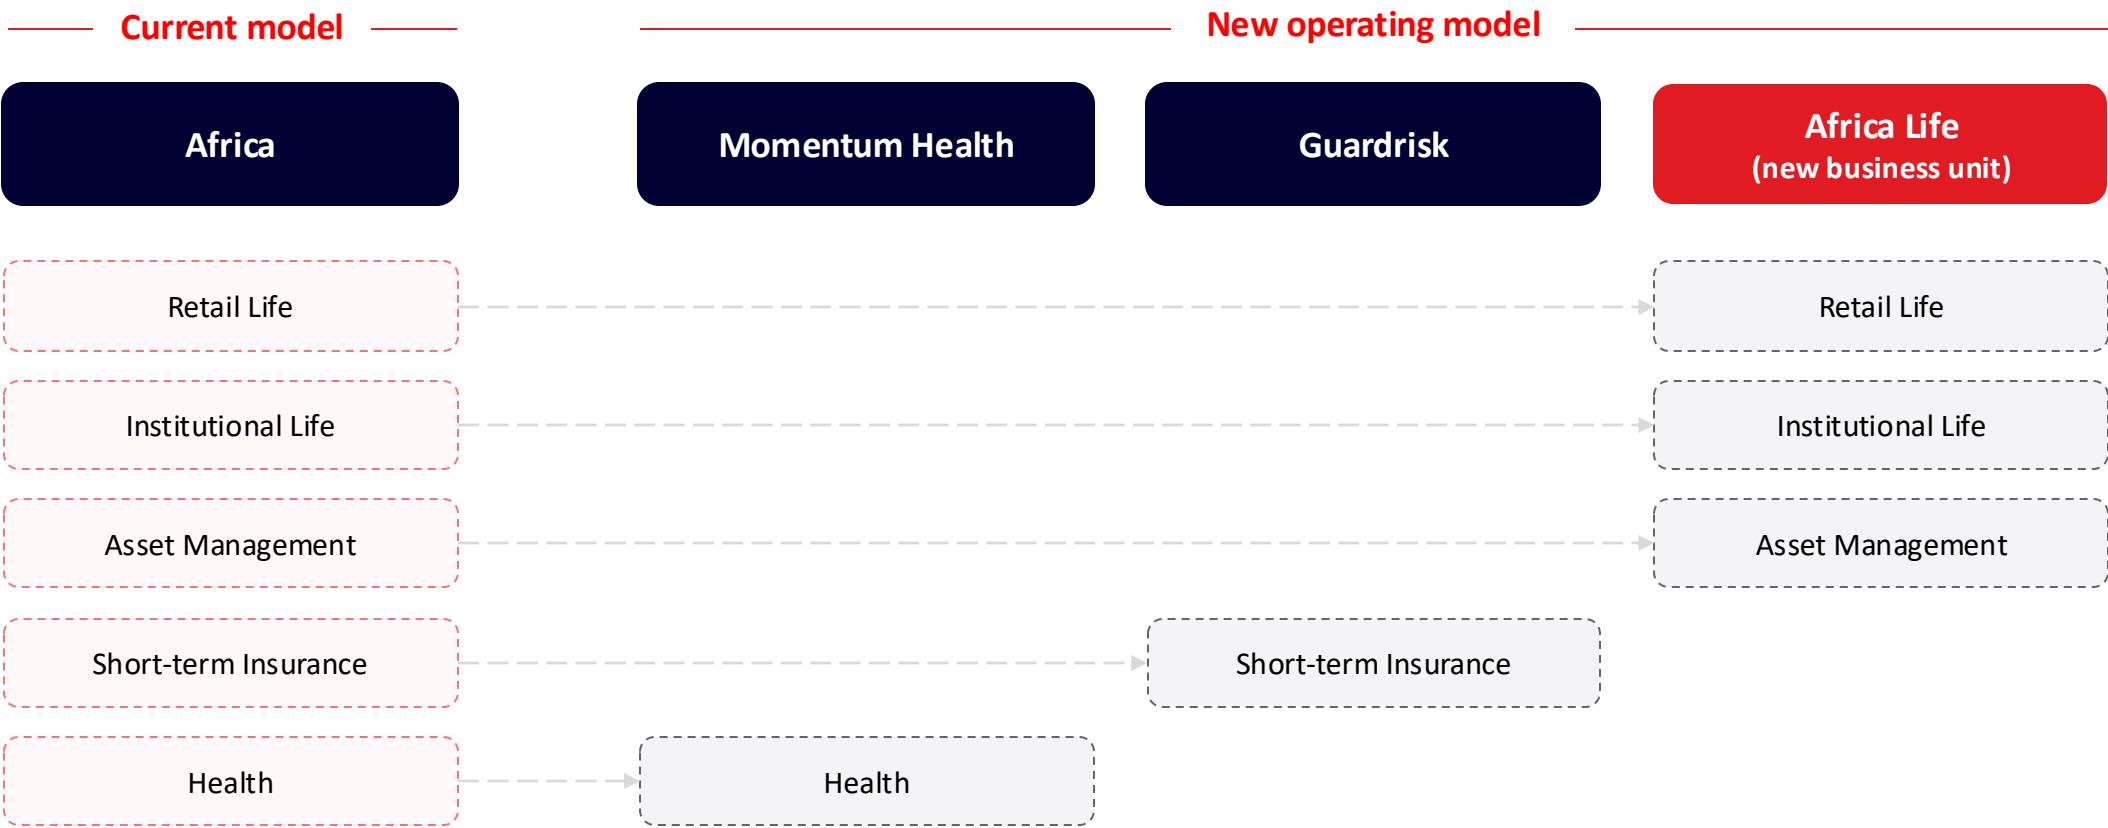 Current model
New operating model
Africa
Momentum Health
Guardrisk
Africa Life
(new business unit)
Retail Life
Retail Life
Institutional Life
Institutional Life
Asset Management
Asset Management
Short-term Insurance
Short-term Insurance
Health
Health